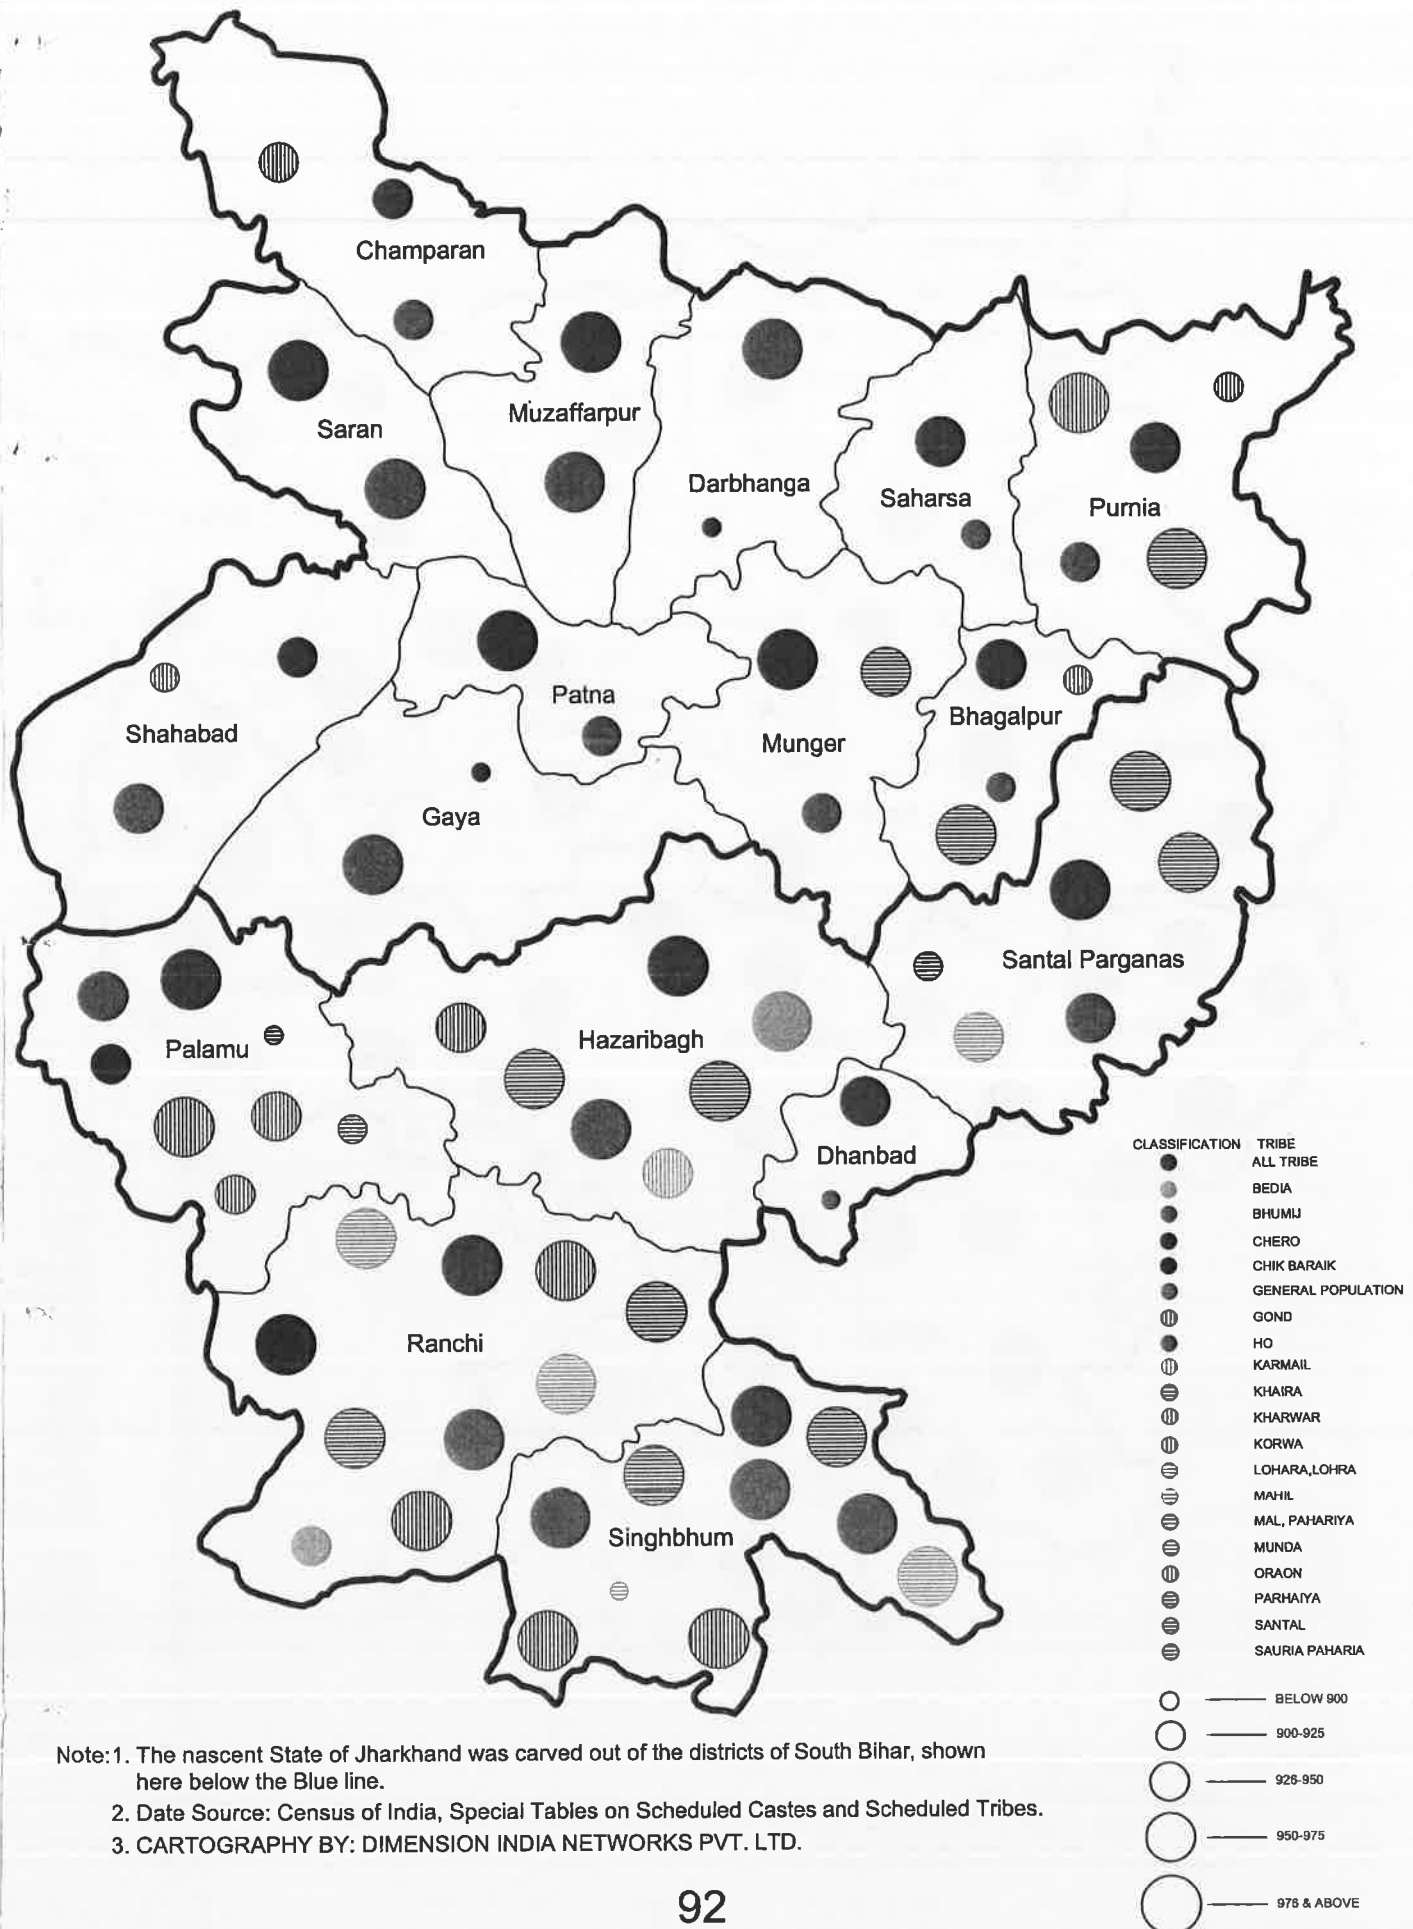 Champaran
Saran
Muzaffarpur
Darbhanga
Saharsa
Purnia
Shahabad
Patna
Munger
Bhagalpur
Gaya
Santal Parganas
Palamu
Hazaribagh
Dhanbad
Ranchi
Singhbhum
CLASSIFICATION TRIBE
ALL TRIBE
BEDIA
BHUMIJ
CHERO
CHIK BARAIK
GENERAL POPULATION
GOND
HO
KARMAIL
KHAIRA
KHARWAR
KORWA
LOHARA,LOHRA
MAHIL
MAL, PAHARIYA
MUNDA
ORAON
PARHAIYA
SANTAL
SAURIA PAHARIA
BELOW 900
900-925
926-950
950-975
976 & ABOVE
Note:1. The nascent State of Jharkhand was carved out of the districts of South Bihar, shown
here below the Blue line.
2. Date Source: Census of India, Special Tables on Scheduled Castes and Scheduled Tribes.
3. CARTOGRAPHY BY: DIMENSION INDIA NETWORKS PVT. LTD.
92